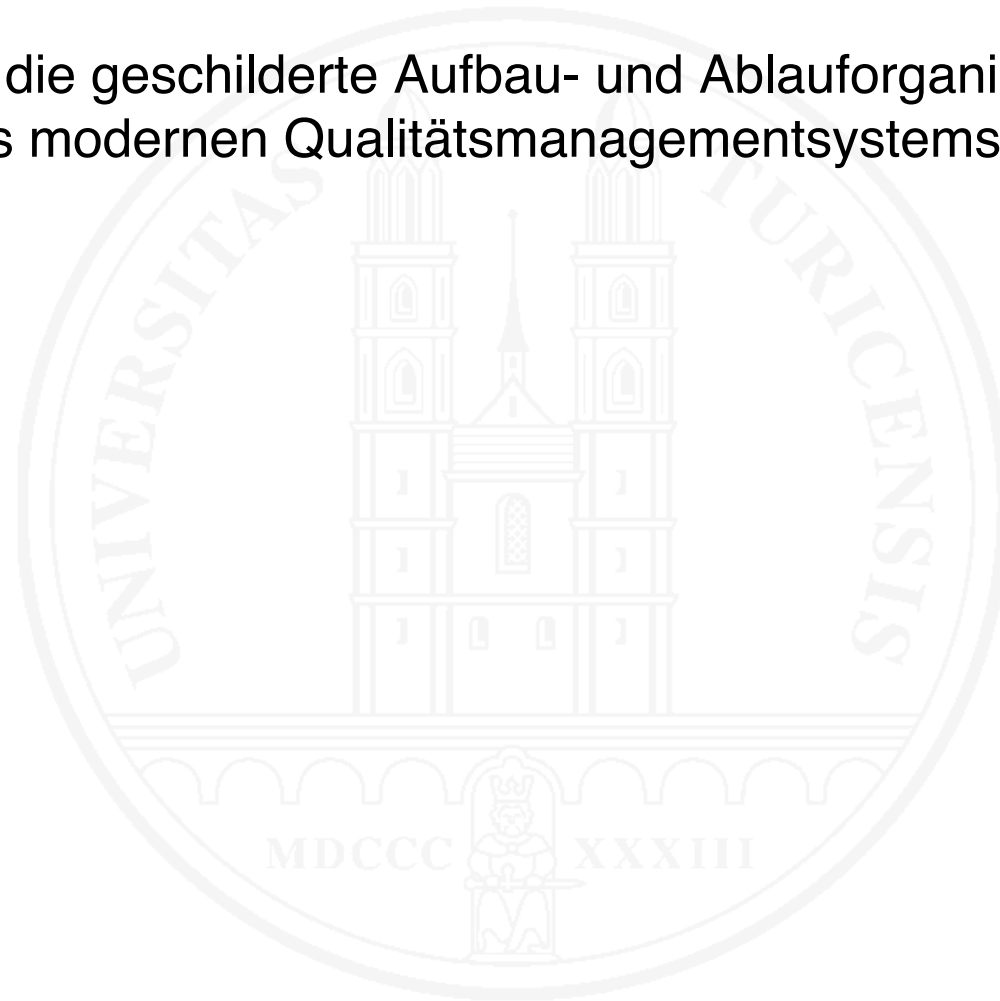 die geschilderte Aufbau- und Ablauforgani
s modernen Qualitätsmanagementsystems
UNIVERSITAS TURICENSIS
MDCCC XXXIII